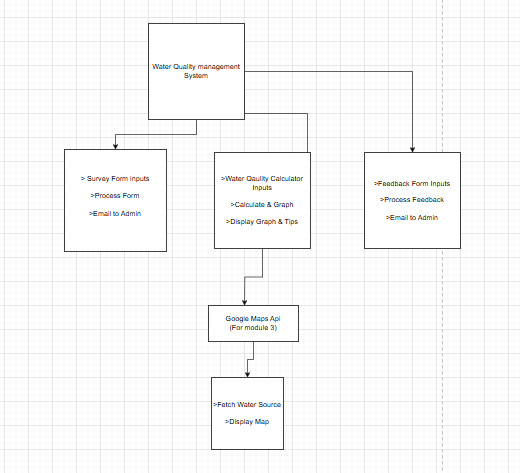 Water Quality management
System
> Survey Form inputs
>Process Form
>Email to Admin
>Water Qaulity Calculator
Inputs
>Calculate & Graph
>Display Graph & Tips
>Feedback Form Inputs
>Process Feedback
>Email to Admin
Google Maps Api
(For module 3)
>Fetch Water Source
>Display Map